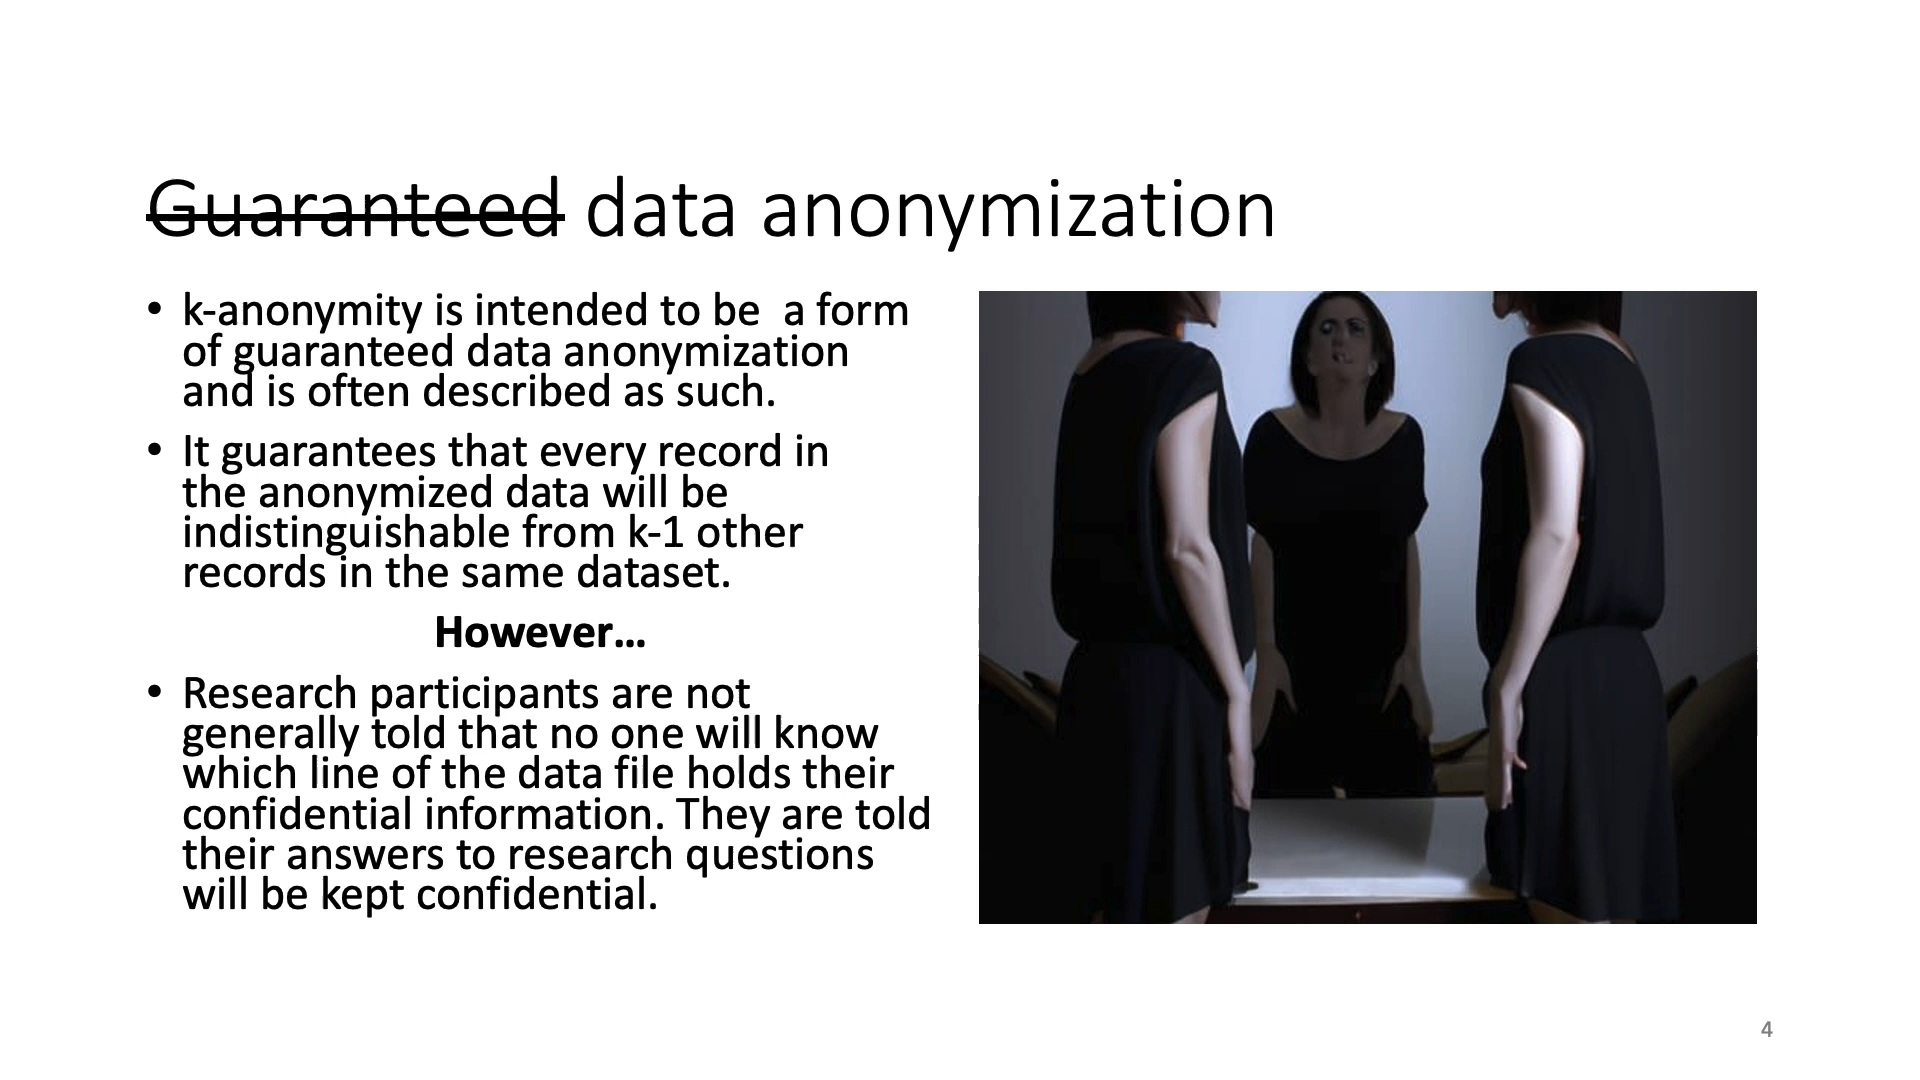 Guaranteed data anonymization
• k-anonymity is intended to be  a form
of guaranteed data anonymization
and is often described as such.
• It guarantees that every record in
the anonymized data will be
indistinguishable from k-1 other
records in the same dataset.
However…
• Research participants are not
generally told that no one will know
which line of the data file holds their
confidential information. They are told
their answers to research questions
will be kept confidential.
4